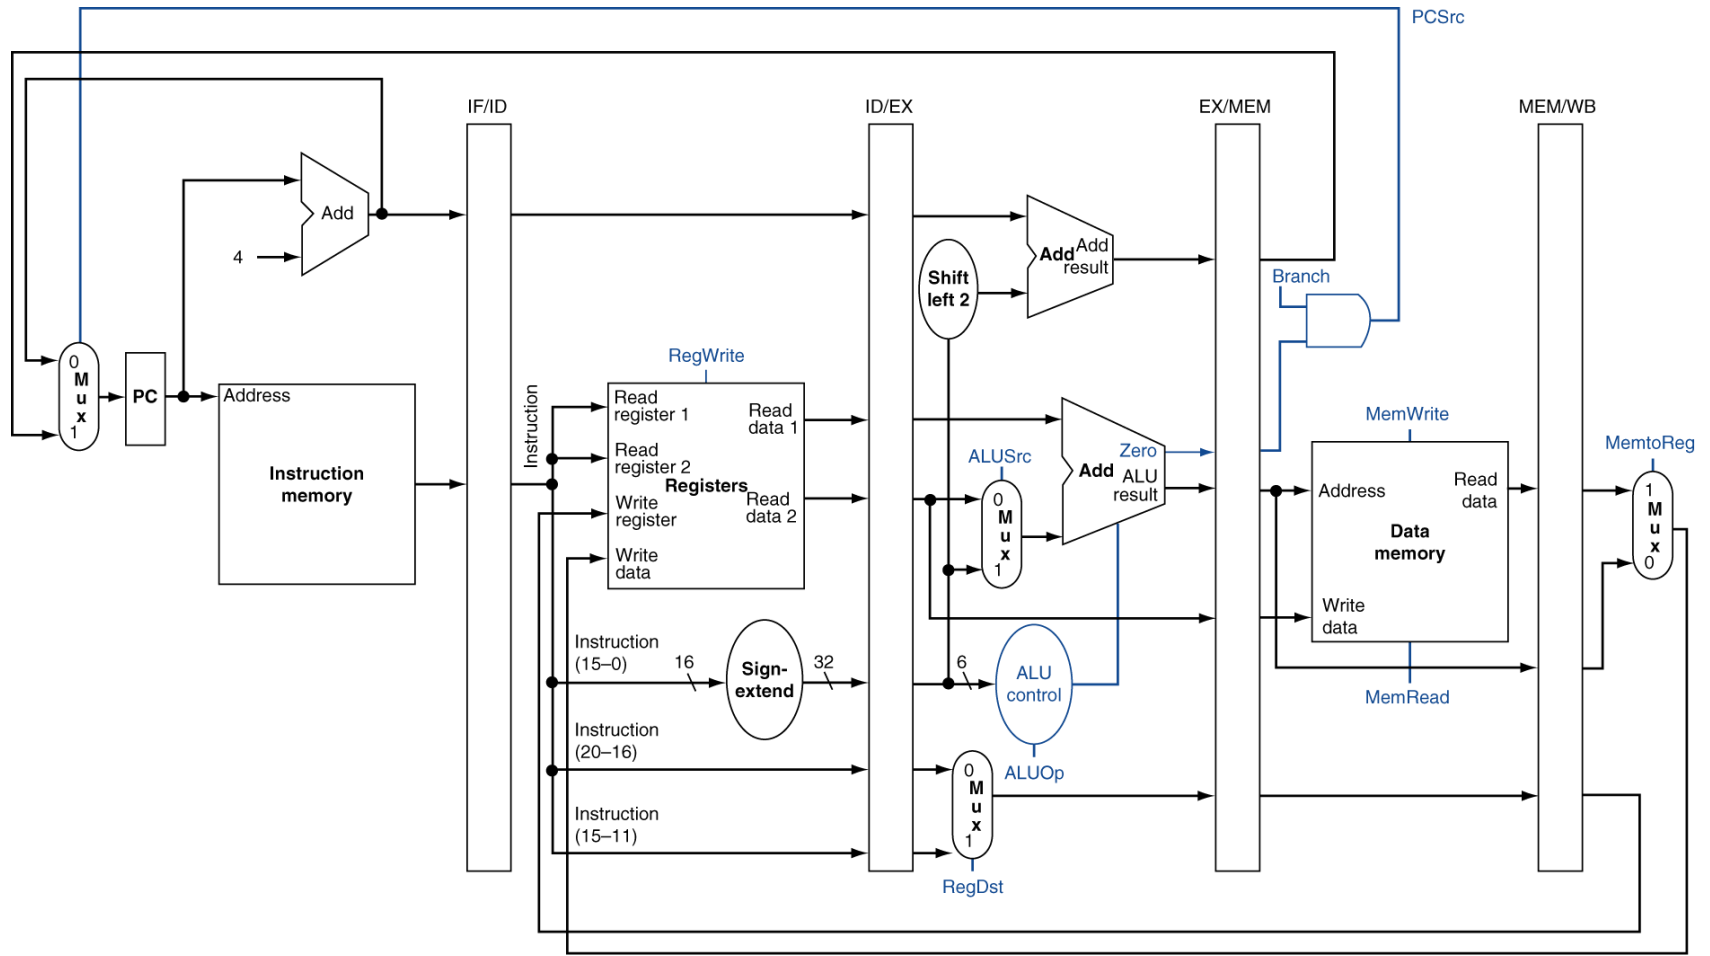 PCSrc
IF/ID
ID/EX
EX/MEM
MEM/WB
Add
4
Add
Add
result
Shift
left 2
Branch
0
M
u
x
1
PC
Address
Instruction
memory
Instruction
RegWrite
Read
register 1
Read
register 2
Write
register
Write
data
Registers
Read
data 1
Read
data 2
ALUSrc
0
M
u
x
1
Zero
Add
ALU
result
MemWrite
Address
Read
data
Data
memory
Write
data
MemRead
MemtoReg
1
M
u
x
0
Instruction
(15–0)
16
Sign-
extend
32
6
ALU
control
ALUOp
Instruction
(20–16)
Instruction
(15–11)
0
M
u
x
1
RegDst